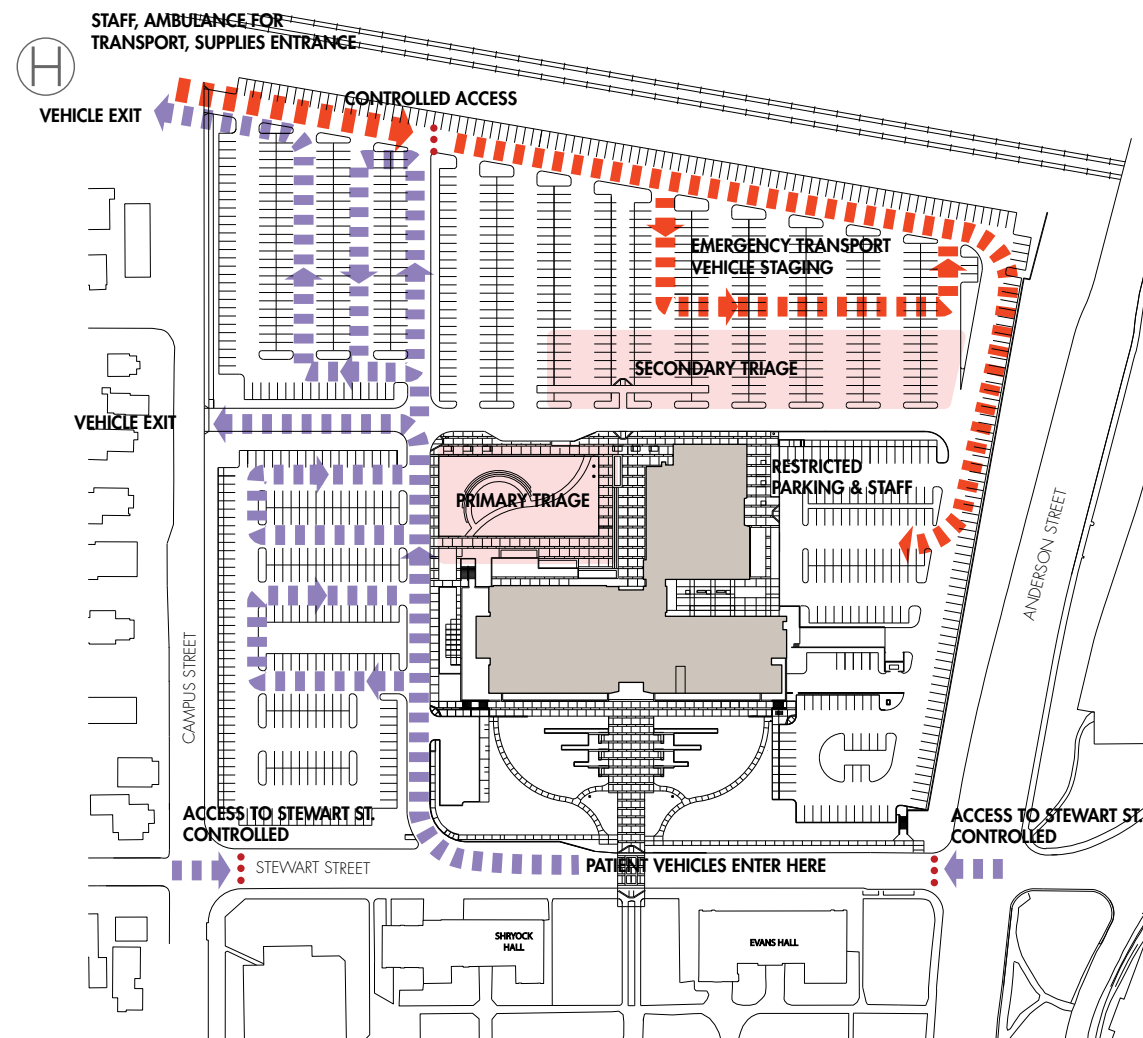 STAFF, AMBULANCE FOR
TRANSPORT, SUPPLIES ENTRANCE
H
CONTROLLED ACCESS
VEHICLE EXIT
EMERGENCY TRANSPORT
VEHICLE STAGING
SECONDARY TRIAGE
VEHICLE EXIT
RESTRICTED
PARKING & STAFF
PRIMARY TRIAGE
ANDERSON STREET
CAMPUS STREET
ACCESS TO STEWART ST.
CONTROLLED
ACCESS TO STEWART ST.
CONTROLLED
STEWART STREET
PATIENT VEHICLES ENTER HERE
SHRYOCK
HALL
EVANS HALL